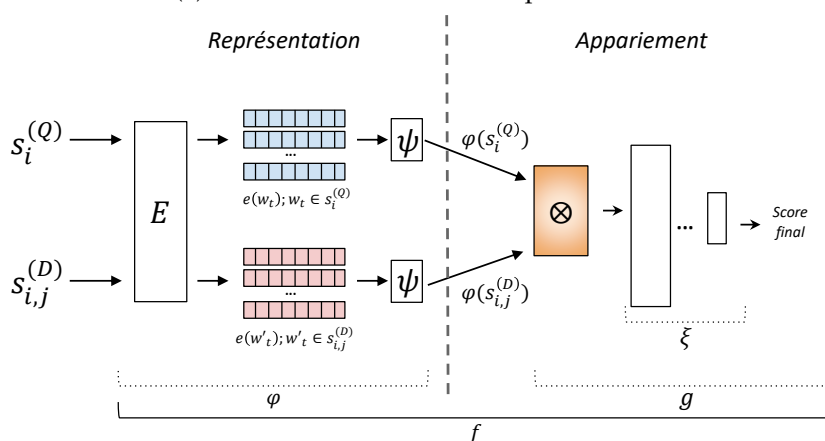 Représentation
Appariement
s_i^(Q)
E
...
e(w_t); w_t ∈ s_i^(Q)
ψ
φ(s_i^(Q))
⊗
...
Score
final
s_{i,j}^(D)
...
e(w'_t); w'_t ∈ s_{i,j}^(D)
ψ
φ(s_{i,j}^(D))
ξ
φ
g
f